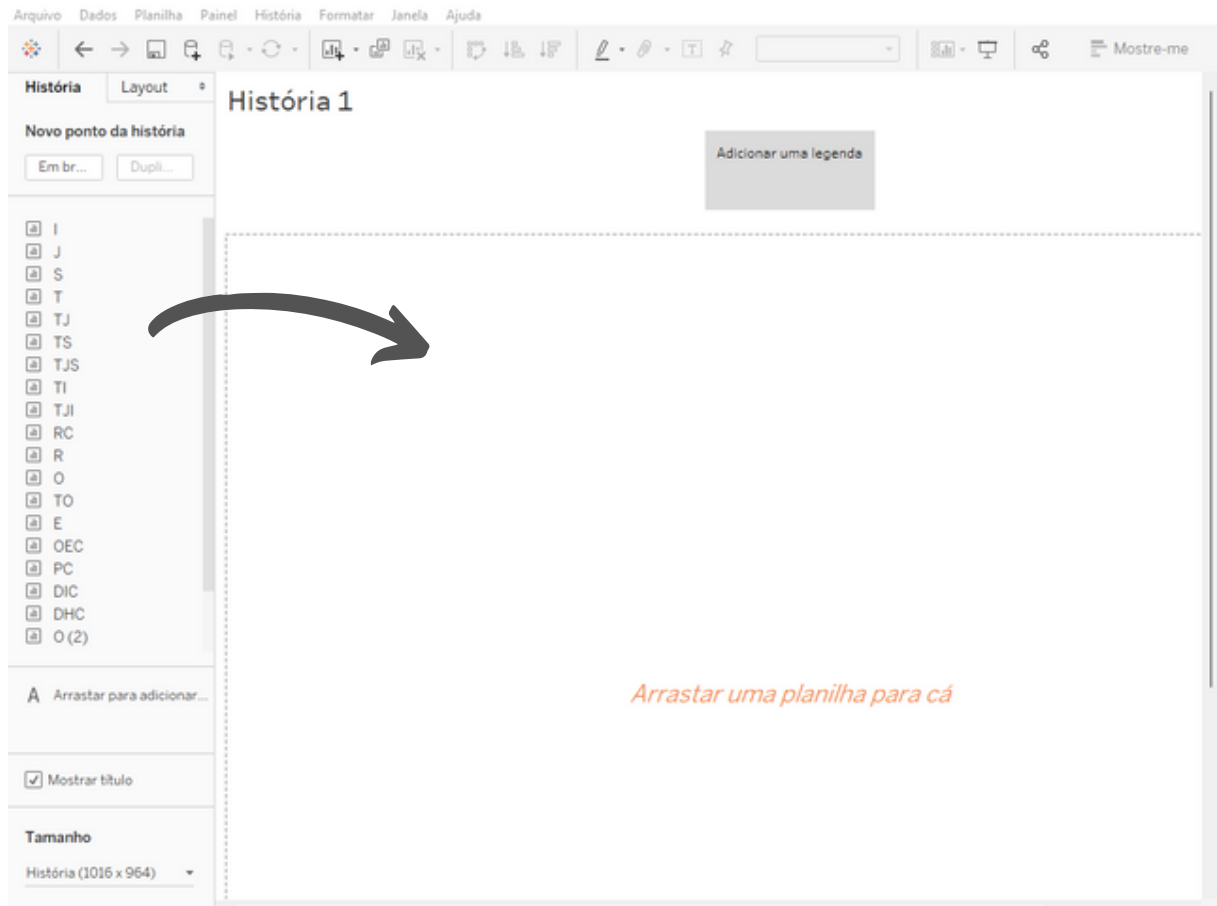 Arquivo Dados Planilha Painel História Formatar Janela Ajuda
Mostre-me
História Layout
História 1
Novo ponto da história
Em br... Dupli...
Adicionar uma legenda
I
J
S
T
TJ
TS
TJS
TI
TJI
RC
R
O
TO
E
OEC
PC
DIC
DHC
O (2)
A Arrastar para adicionar...
Arrastar uma planilha para cá
Mostrar título
Tamanho
História (1016 x 964)